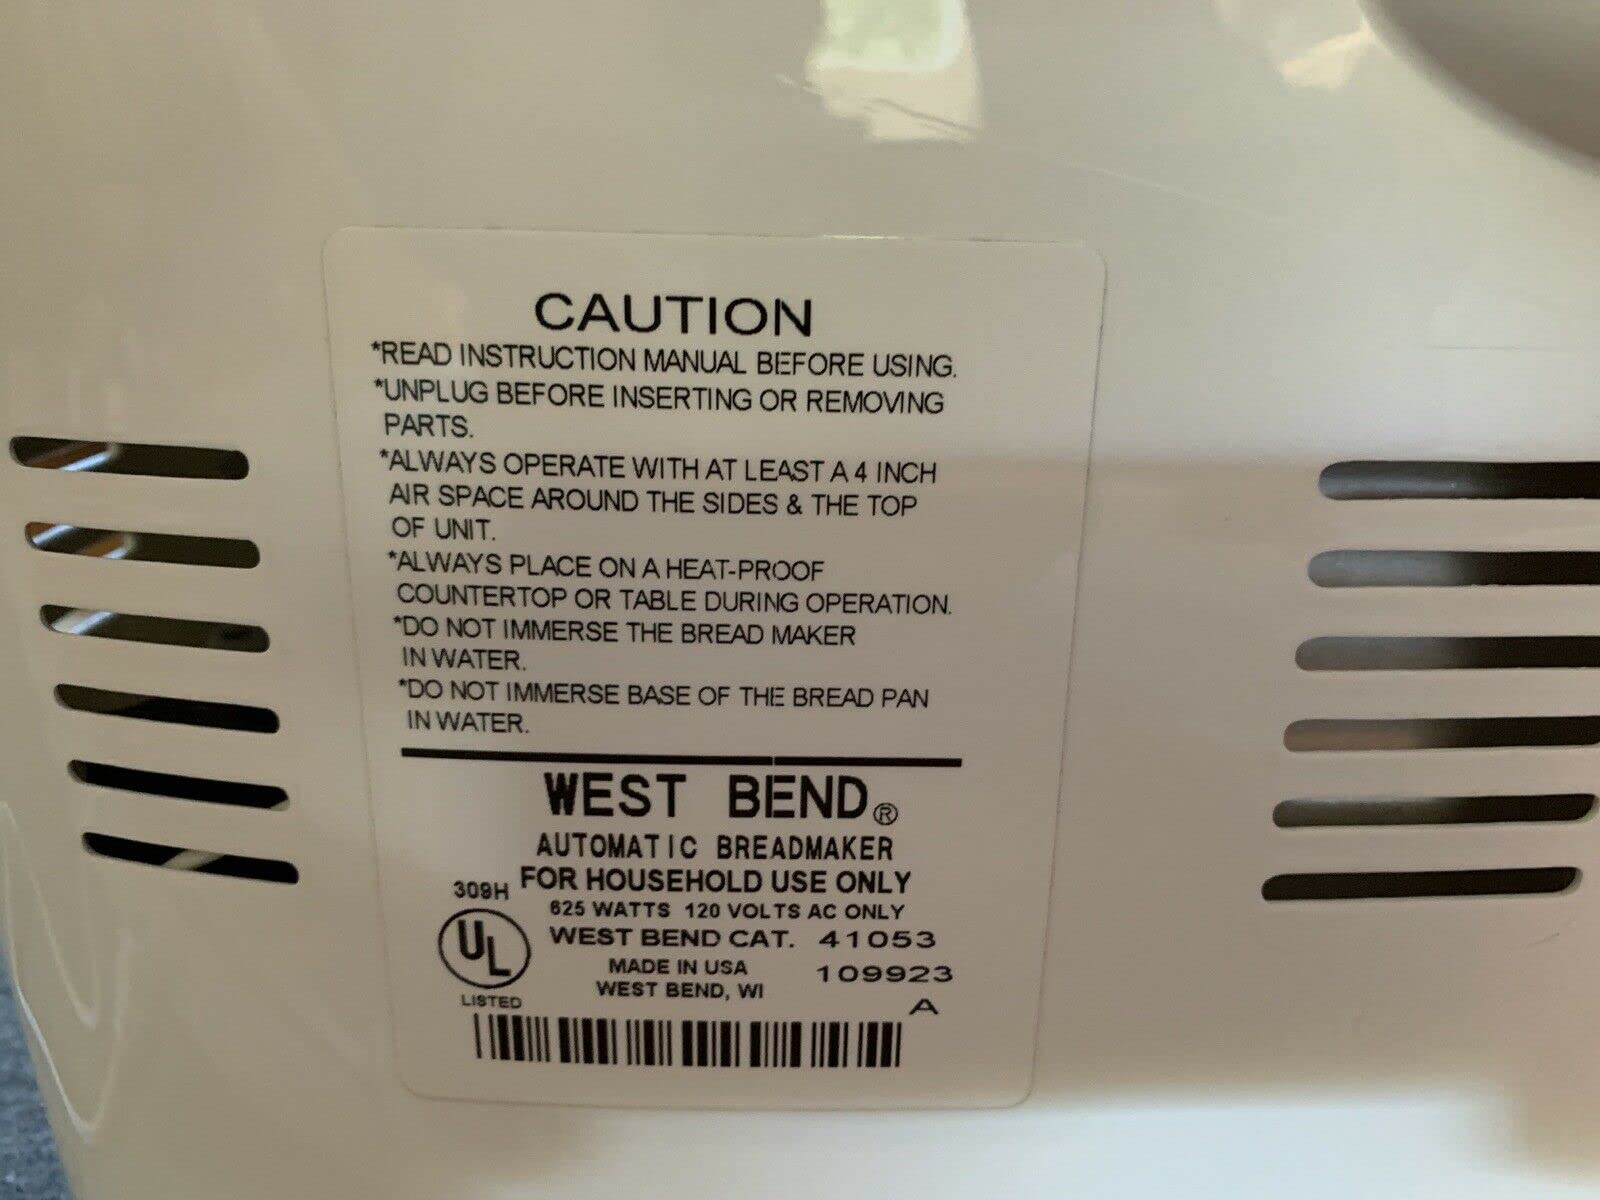 CAUTION
*READ INSTRUCTION MANUAL BEFORE USING.
*UNPLUG BEFORE INSERTING OR REMOVING
PARTS.
*ALWAYS OPERATE WITH AT LEAST A 4 INCH
AIR SPACE AROUND THE SIDES & THE TOP
OF UNIT.
*ALWAYS PLACE ON A HEAT-PROOF
COUNTERTOP OR TABLE DURING OPERATION.
*DO NOT IMMERSE THE BREAD MAKER
IN WATER.
*DO NOT IMMERSE BASE OF THE BREAD PAN
IN WATER.
WEST BEND®
AUTOMATIC BREADMAKER
309H FOR HOUSEHOLD USE ONLY
625 WATTS 120 VOLTS AC ONLY
UL WEST BEND CAT. 41053
MADE IN USA 109923
WEST BEND, WI
LISTED A